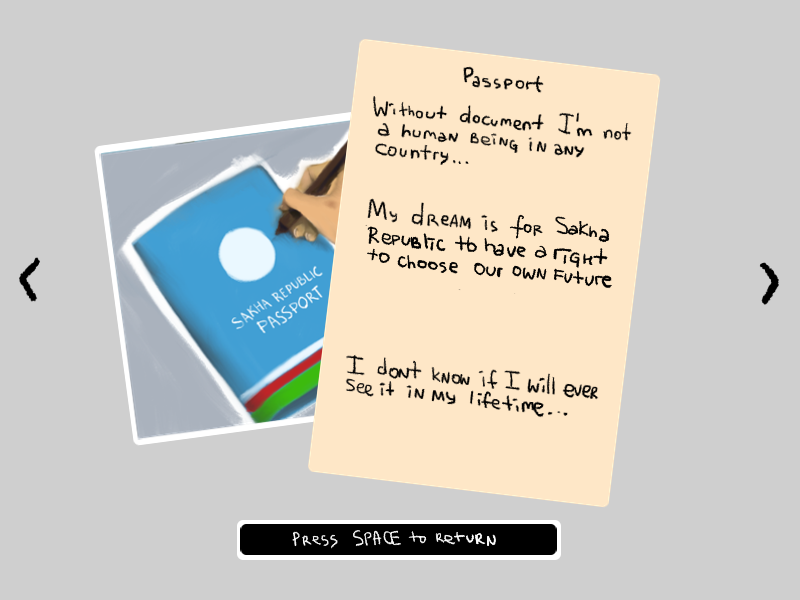 Passport
Without document I'm not
a human being in any
country...
My dream is for Sakha
Republic to have a right
to choose our own future
I dont know if I will ever
see it in my lifetime...
SAKHA REPUBLIC
PASSPORT
Press SPACE to return